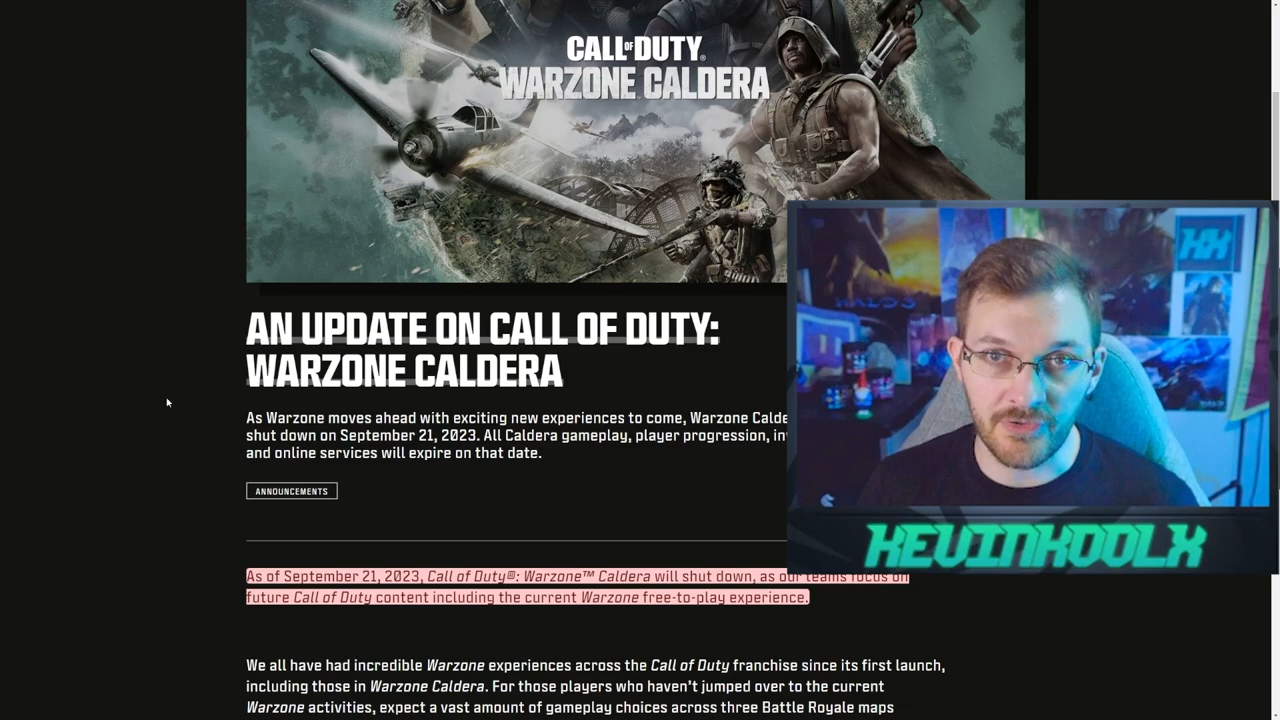 CALL OF DUTY®
WARZONE CALDERA
HALO 3
HX
AN UPDATE ON CALL OF DUTY:
WARZONE CALDERA
As Warzone moves ahead with exciting new experiences to come, Warzone Calde
shut down on September 21, 2023. All Caldera gameplay, player progression, in
and online services will expire on that date.
ANNOUNCEMENTS
KEVINKOOLX
As of September 21, 2023, Call of Duty®: Warzone™ Caldera will shut down, as our teams focus on
future Call of Duty content including the current Warzone free-to-play experience.
We all have had incredible Warzone experiences across the Call of Duty franchise since its first launch,
including those in Warzone Caldera. For those players who haven't jumped over to the current
Warzone activities, expect a vast amount of gameplay choices across three Battle Royale maps